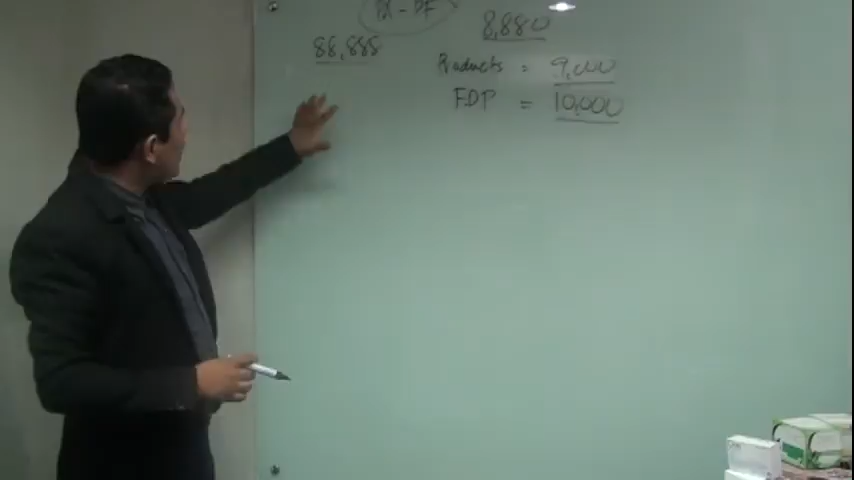 8,880
88,888
Products = 9,000
FDP = 10,000